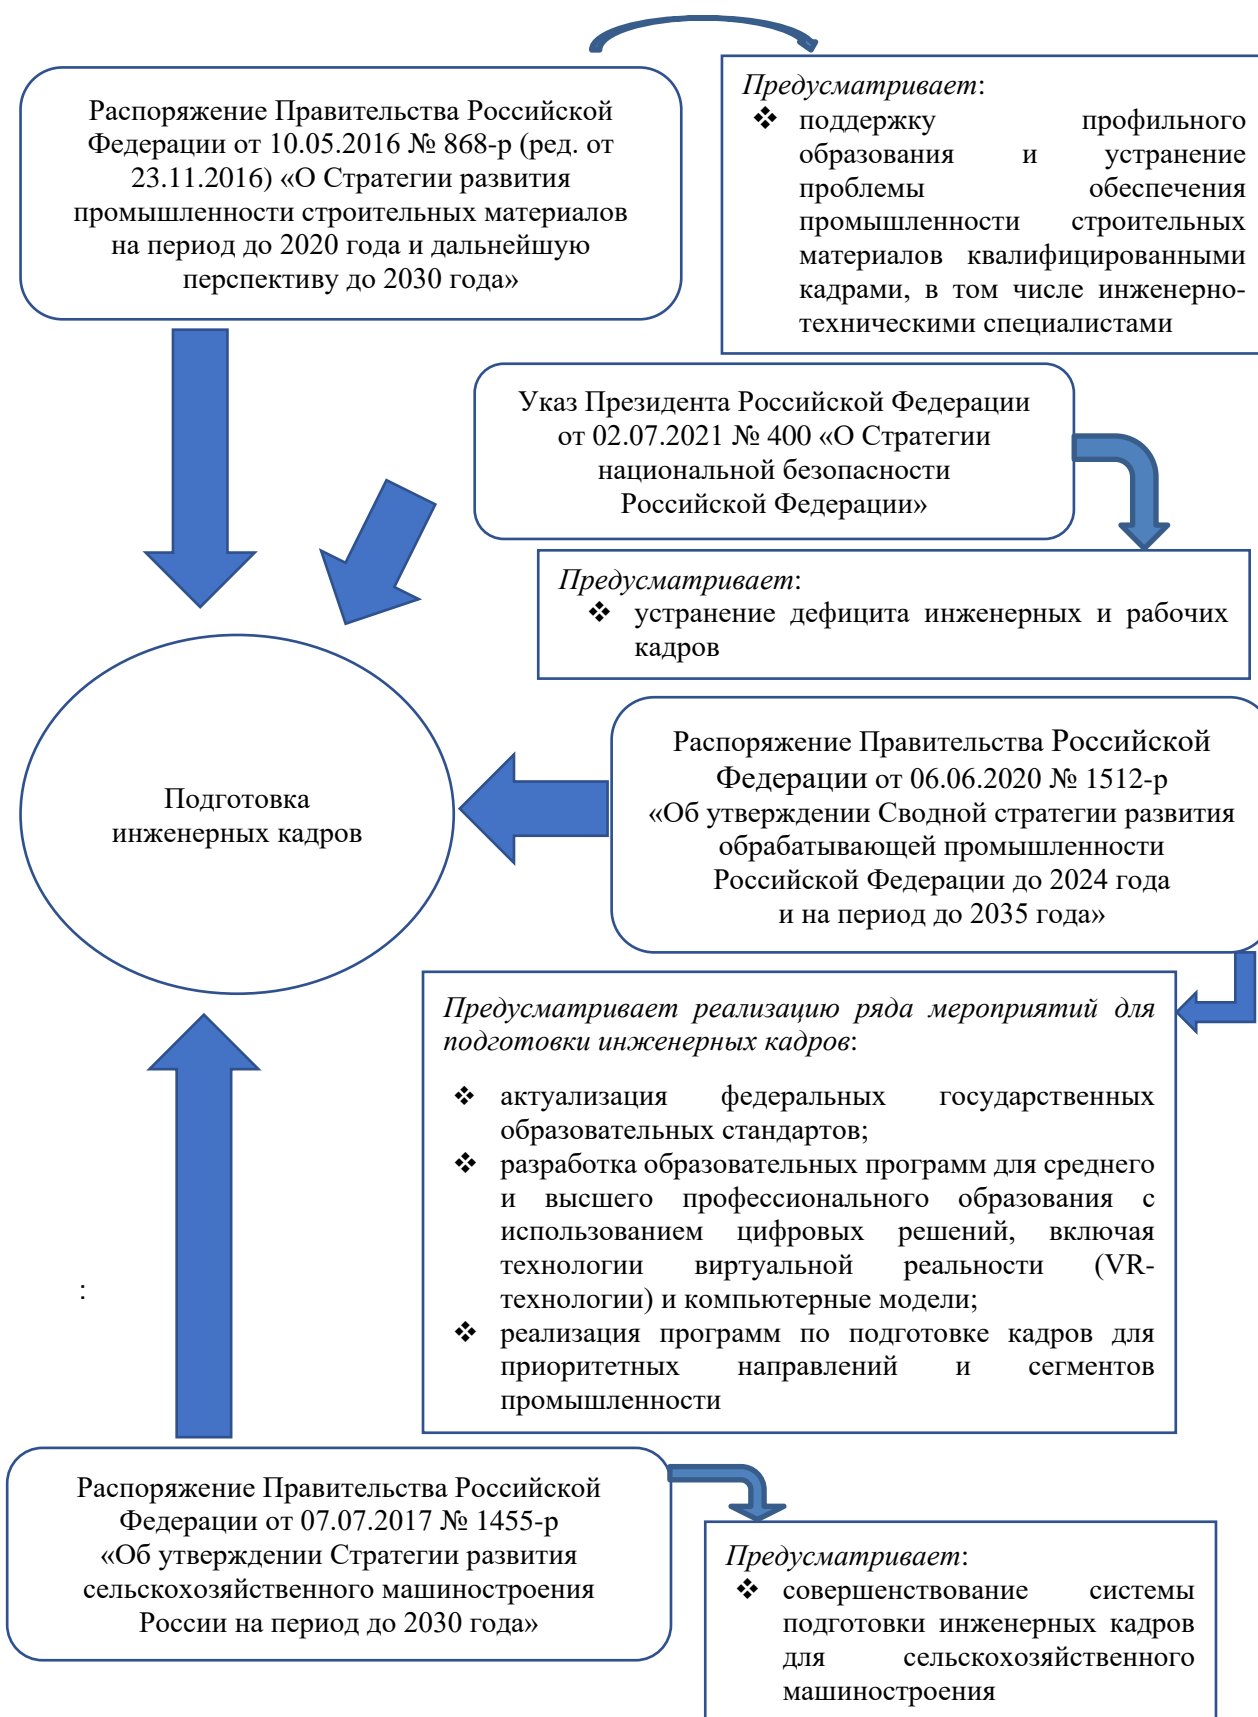 Распоряжение Правительства Российской
Федерации от 10.05.2016 № 868-р (ред. от
23.11.2016) «О Стратегии развития
промышленности строительных материалов
на период до 2020 года и дальнейшую
перспективу до 2030 года»
Предусматривает:
❖ поддержку профильного
образования и устранение
проблемы обеспечения
промышленности строительных
материалов квалифицированными
кадрами, в том числе инженерно-
техническими специалистами
Указ Президента Российской Федерации
от 02.07.2021 № 400 «О Стратегии
национальной безопасности
Российской Федерации»
Предусматривает:
❖ устранение дефицита инженерных и рабочих
кадров
Распоряжение Правительства Российской
Федерации от 06.06.2020 № 1512-р
«Об утверждении Сводной стратегии развития
обрабатывающей промышленности
Российской Федерации до 2024 года
и на период до 2035 года»
Подготовка
инженерных кадров
Предусматривает реализацию ряда мероприятий для
подготовки инженерных кадров:
❖ актуализация федеральных государственных
образовательных стандартов;
❖ разработка образовательных программ для среднего
и высшего профессионального образования с
использованием цифровых решений, включая
технологии виртуальной реальности (VR-
технологии) и компьютерные модели;
❖ реализация программ по подготовке кадров для
приоритетных направлений и сегментов
промышленности
:
Распоряжение Правительства Российской
Федерации от 07.07.2017 № 1455-р
«Об утверждении Стратегии развития
сельскохозяйственного машиностроения
России на период до 2030 года»
Предусматривает:
❖ совершенствование системы
подготовки инженерных кадров
для сельскохозяйственного
машиностроения